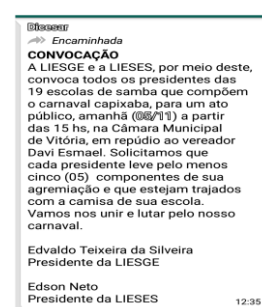 Dicesar
Encaminhada
CONVOCAÇÃO
A LIESGE e a LIESES, por meio deste,
convoca todos os presidentes das
19 escolas de samba que compõem
o carnaval capixaba, para um ato
público, amanhã (05/11) a partir
das 15 hs, na Câmara Municipal
de Vitória, em repúdio ao vereador
Davi Esmael. Solicitamos que
cada presidente leve pelo menos
cinco (05) componentes de sua
agremiação e que estejam trajados
com a camisa de sua escola.
Vamos nos unir e lutar pelo nosso
carnaval.
Edvaldo Teixeira da Silveira
Presidente da LIESGE
Edson Neto
Presidente da LIESES
12:35